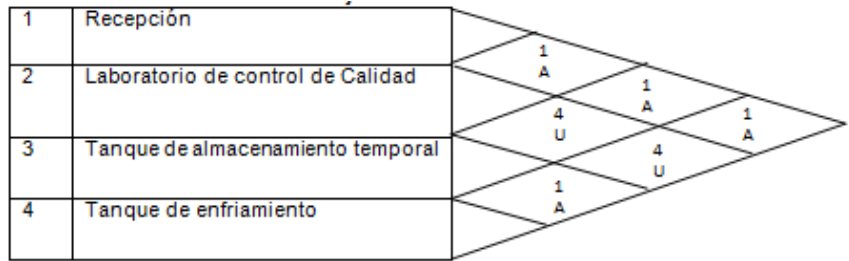 1 Recepción
1
A
2 Laboratorio de control de Calidad
1
A
4
U
1
A
3 Tanque de almacenamiento temporal
4
U
1
A
4 Tanque de enfriamiento